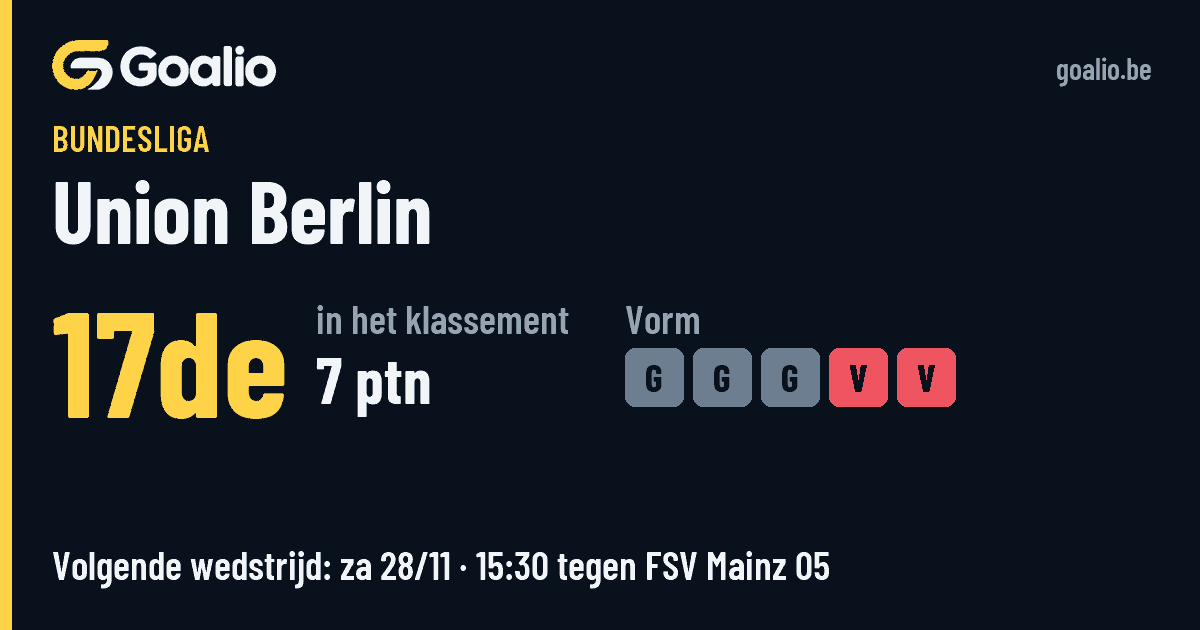 Goalio
goalio.be
BUNDESLIGA
Union Berlin
17de
in het klassement
7 ptn
Vorm
G G G V V
Volgende wedstrijd: za 28/11 · 15:30 tegen FSV Mainz 05